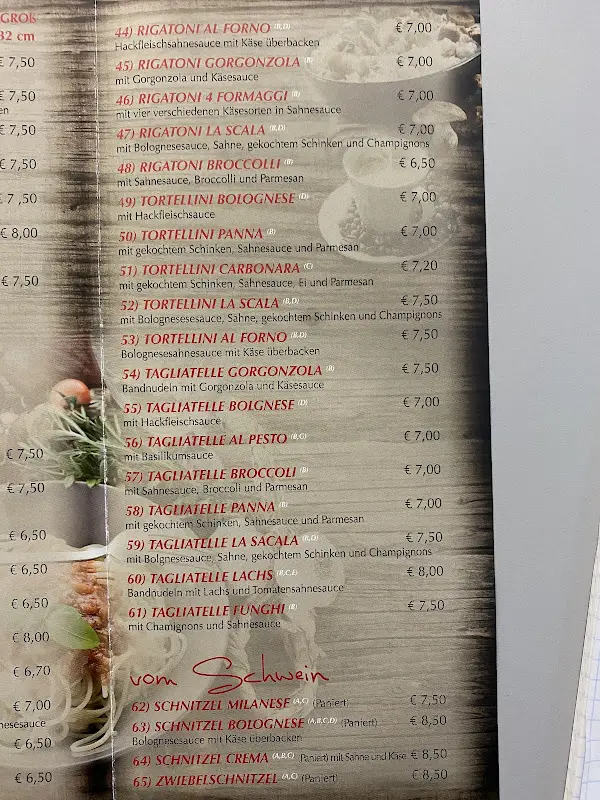 GROß
32 cm
€ 7,50
€ 7,50
en
€ 7,50
€ 7,50
€ 7,50
€ 8,00
€ 7,50
€ 7,50
€ 7,50
€ 6,50
€ 6,50
€ 6,50
€ 8,00
€ 6,70
€ 7,00
nesesauce
€ 6,50
€ 6,50
44) RIGATONI AL FORNO (B,D) € 7,00
Hackfleischsahnesauce mit Käse überbacken
45) RIGATONI GORGONZOLA (B) € 7,00
mit Gorgonzola und Käsesauce
46) RIGATONI 4 FORMAGGI (B) € 7,00
mit vier verschiedenen Käsesorten in Sahnesauce
47) RIGATONI LA SCALA (B,D) € 7,00
mit Bolognesesauce, Sahne, gekochtem Schinken und Champignons
48) RIGATONI BROCCOLLI (B) € 6,50
mit Sahnesauce, Broccoli und Parmesan
49) TORTELLINI BOLOGNESE (D) € 7,00
mit Hackfleischsauce
50) TORTELLINI PANNA (B) € 7,00
mit gekochtem Schinken, Sahnesauce und Parmesan
51) TORTELLINI CARBONARA (C) € 7,20
mit gekochtem Schinken, Sahnesauce, Ei und Parmesan
52) TORTELLINI LA SCALA (B,D) € 7,50
mit Bolognesesauce, Sahne, gekochtem Schinken und Champignons
53) TORTELLINI AL FORNO (B,D) € 7,50
Bolognesesahnesauce mit Käse überbacken
54) TAGLIATELLE GORGONZOLA (B) € 7,50
Bandnudeln mit Gorgonzola und Käsesauce
55) TAGLIATELLE BOLGNESE (D) € 7,00
mit Hackfleischsauce
56) TAGLIATELLE AL PESTO (B,G) € 7,00
mit Basilikumsauce
57) TAGLIATELLE BROCCOLI (B) € 7,00
mit Sahnesauce, Broccoli und Parmesan
58) TAGLIATELLE PANNA (B) € 7,00
mit gekochtem Schinken, Sahnesauce und Parmesan
59) TAGLIATELLE LA SACALA (B,D) € 7,50
mit Bolgnesesauce, Sahne, gekochtem Schinken und Champignons
60) TAGLIATELLE LACHS (B,C,E) € 8,00
Bandnudeln mit Lachs und Tomatensahnesauce
61) TAGLIATELLE FUNGHI (B) € 7,50
mit Chamignons und Sahnesauce
vom Schwein
62) SCHNITZEL MILANESE (A,C) (Paniert) € 7,50
63) SCHNITZEL BOLOGNESE (A,B,C,D) (Paniert) € 8,50
Bolognesesauce mit Käse überbacken
64) SCHNITZEL CREMA (A,B,C) (Paniert) mit Sahne und Käse € 8,50
65) ZWIEBELSCHNITZEL (A,C) (Paniert) € 8,50